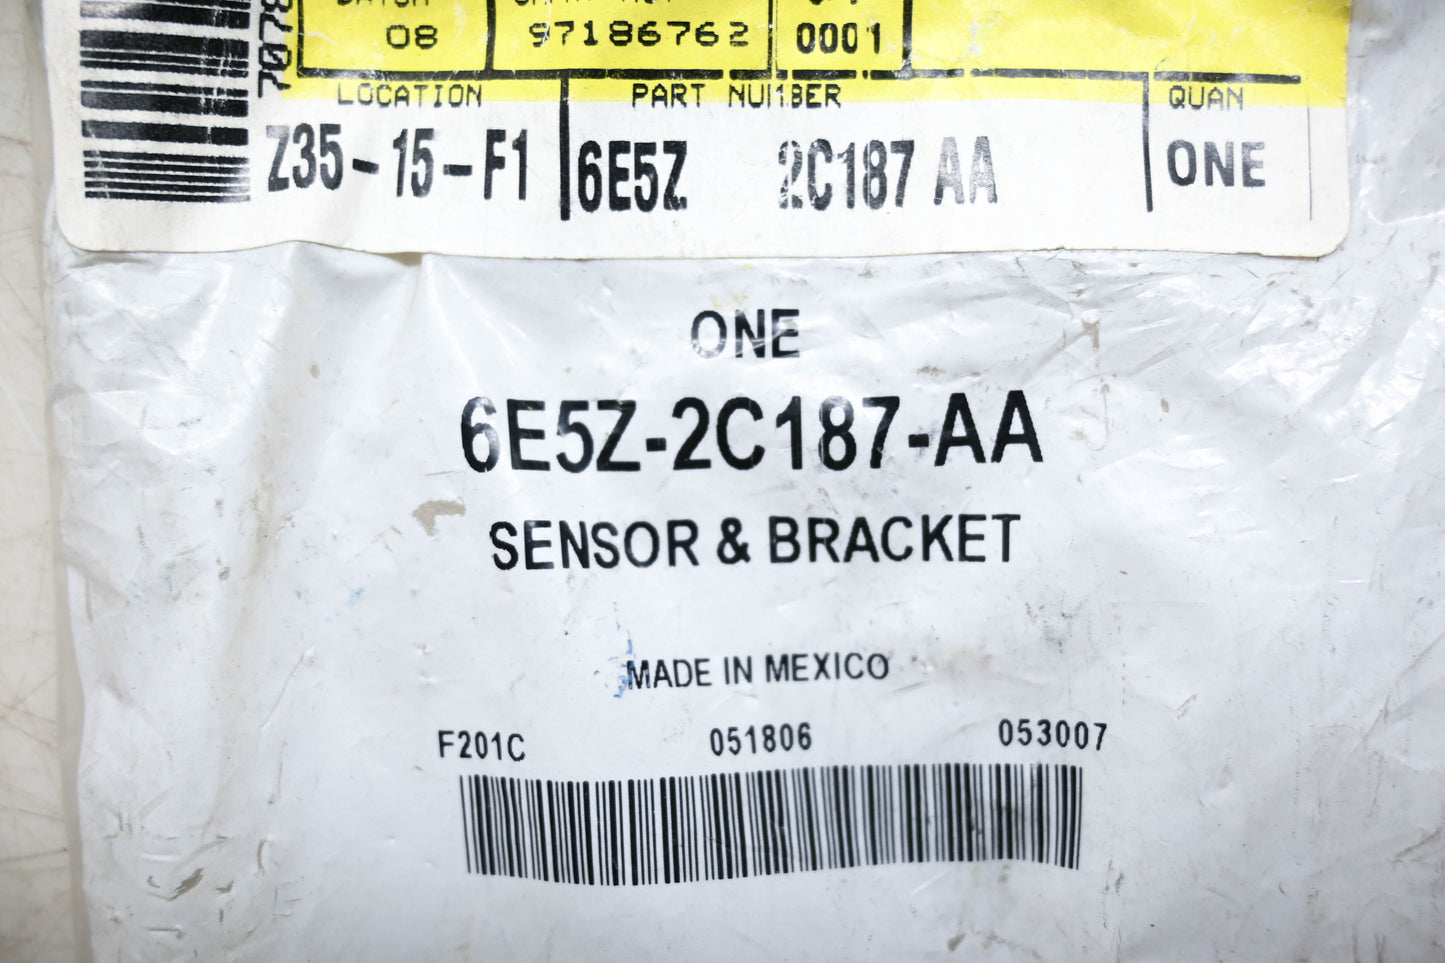 08 97186762 0001
LOCATION PART NUMBER QUAN
Z35-15-F1 6E5Z 2C187 AA ONE
ONE
6E5Z-2C187-AA
SENSOR & BRACKET
MADE IN MEXICO
F201C 051806 053007